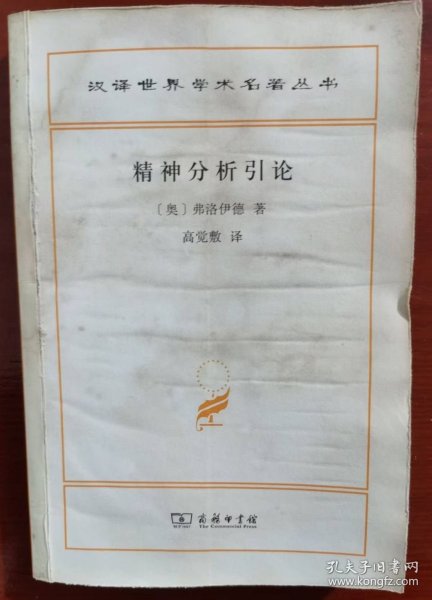 汉译世界学术名著丛书
精神分析引论
〔奥〕弗洛伊德 著
高觉敷 译
商务印书馆
The Commercial Press
孔夫子旧书网
www.kongfz.com